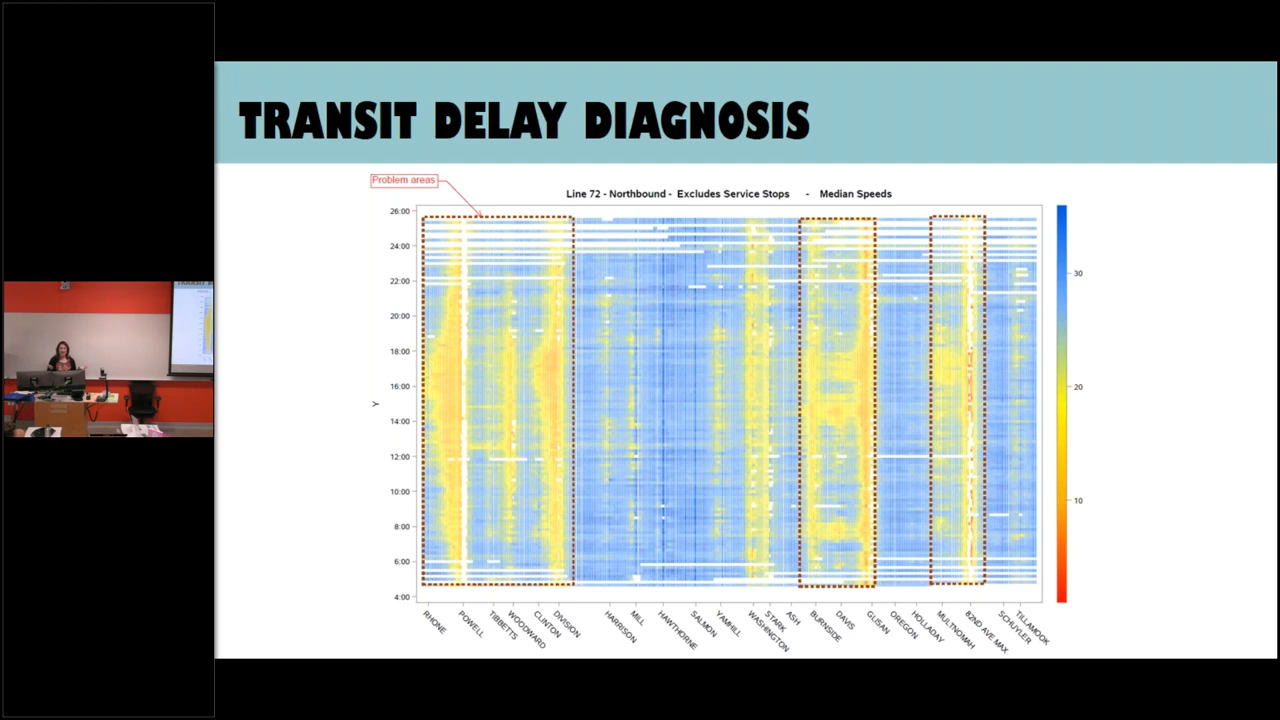 TRANSIT DELAY DIAGNOSIS
Problem areas
Line 72 - Northbound - Excludes Service Stops - Median Speeds
26:00
24:00
22:00
20:00
18:00
16:00
14:00
12:00
10:00
8:00
6:00
4:00
Y
30
20
10
RHONE
POWELL
TIBBETTS
WOODWARD
CLINTON
DIVISION
HARRISON
MILL
HAWTHORNE
SALMON
YAMHILL
WASHINGTON
STARK
ASH
BURNSIDE
DAVIS
GLISAN
OREGON
HOLLADAY
MULTNOMAH
82ND AVE MAX
SCHUYLER
TILLAMOOK